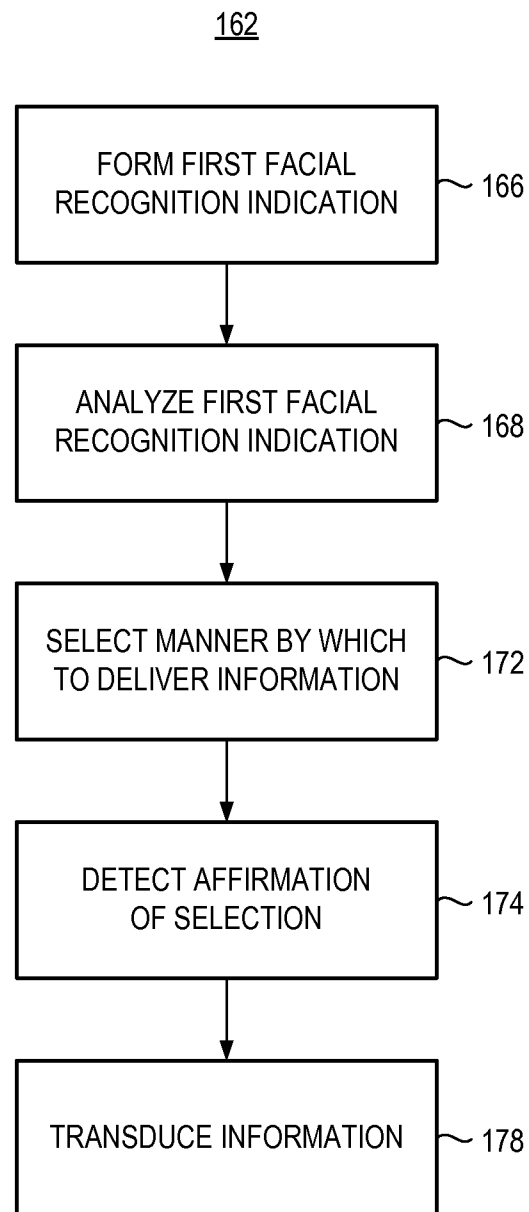 162
FORM FIRST FACIAL
RECOGNITION INDICATION
166
ANALYZE FIRST FACIAL
RECOGNITION INDICATION
168
SELECT MANNER BY WHICH
TO DELIVER INFORMATION
172
DETECT AFFIRMATION
OF SELECTION
174
TRANSDUCE INFORMATION
178